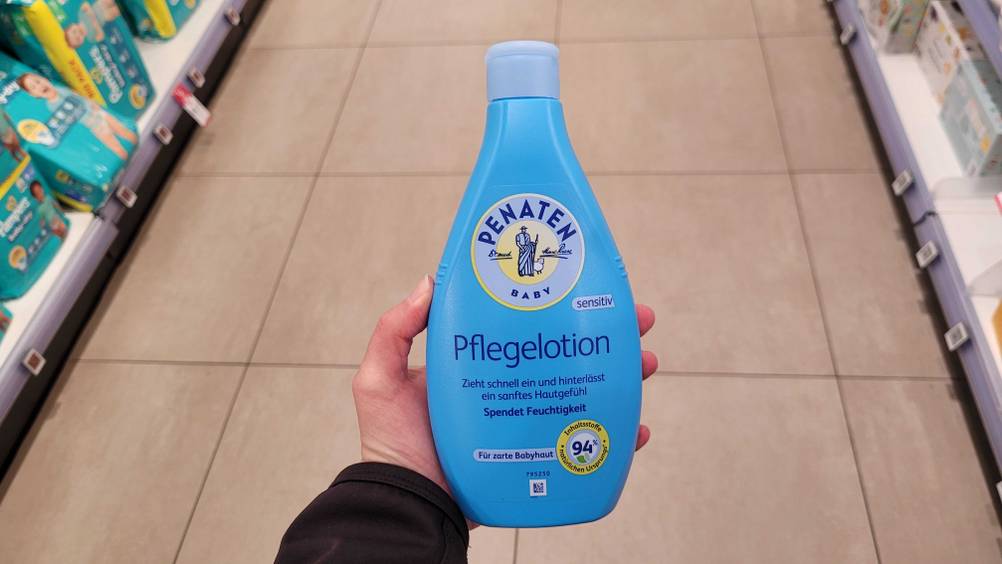 PENATEN
BABY
sensitiv
Pflegelotion
Zieht schnell ein und hinterlässt
ein sanftes Hautgefühl
Spendet Feuchtigkeit
Für zarte Babyhaut
Inhaltsstoffe
94%
natürlichen Ursprungs
795230